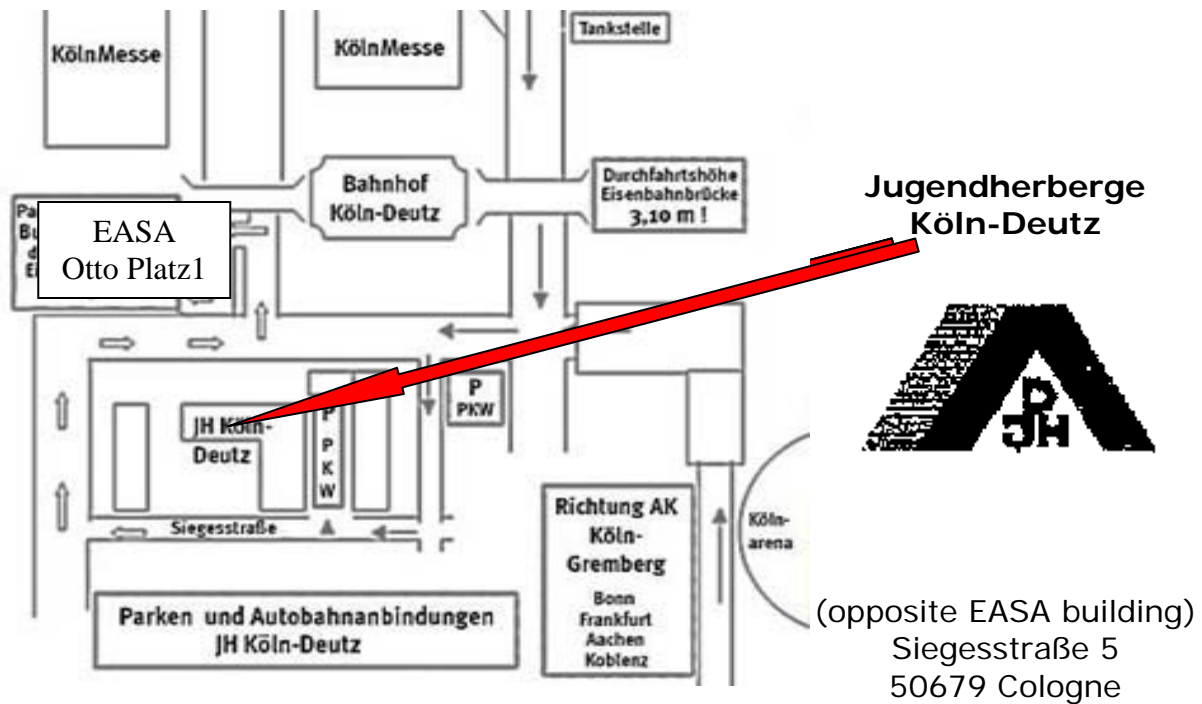 KölnMesse
KölnMesse
Tankstelle
Bahnhof
Köln-Deutz
Durchfahrtshöhe
Eisenbahnbrücke
3,10 m !
Jugendherberge
Köln-Deutz
EASA
Otto Platz1
JH Köln-
Deutz
P
P
K
W
P
PKW
DJH
Siegesstraße
Richtung AK
Köln-
Gremberg
Bonn
Frankfurt
Aachen
Koblenz
Köln-
arena
Parken und Autobahnanbindungen
JH Köln-Deutz
(opposite EASA building)
Siegesstraße 5
50679 Cologne